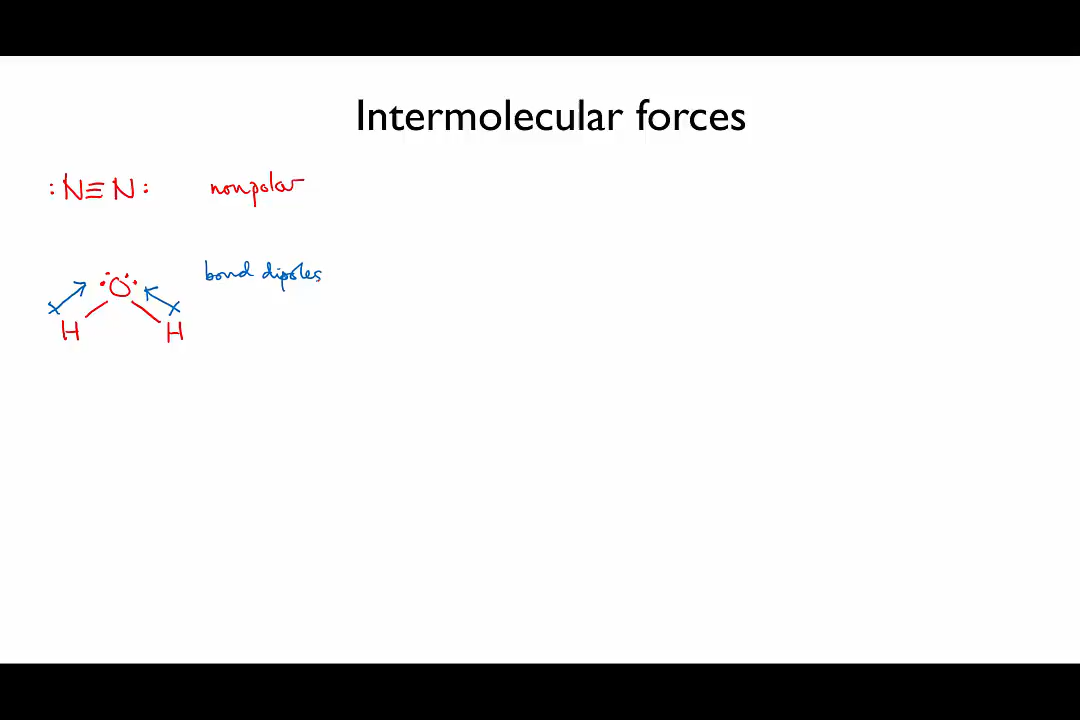 Intermolecular forces
:N≡N: nonpolar
bond dipoles
O
H H